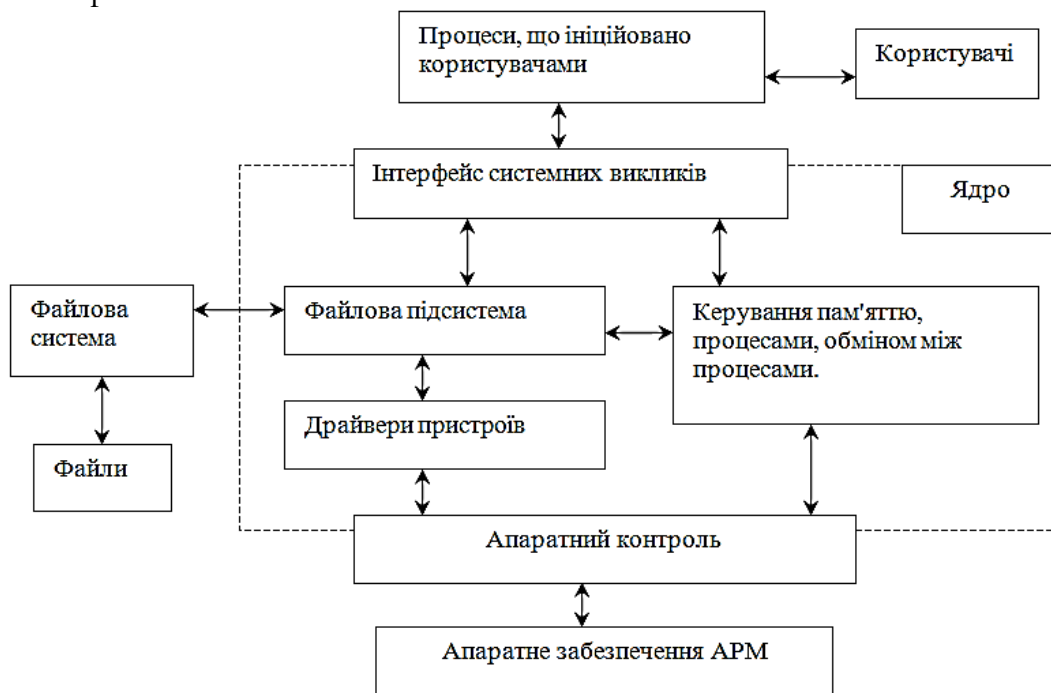 Процеси, що ініційовано
користувачами
Користувачі
Інтерфейс системних викликів
Ядро
Файлова
система
Файлова підсистема
Керування пам'яттю,
процесами, обміном між
процесами.
Драйвери пристроїв
Файли
Апаратний контроль
Апаратне забезпечення АРМ